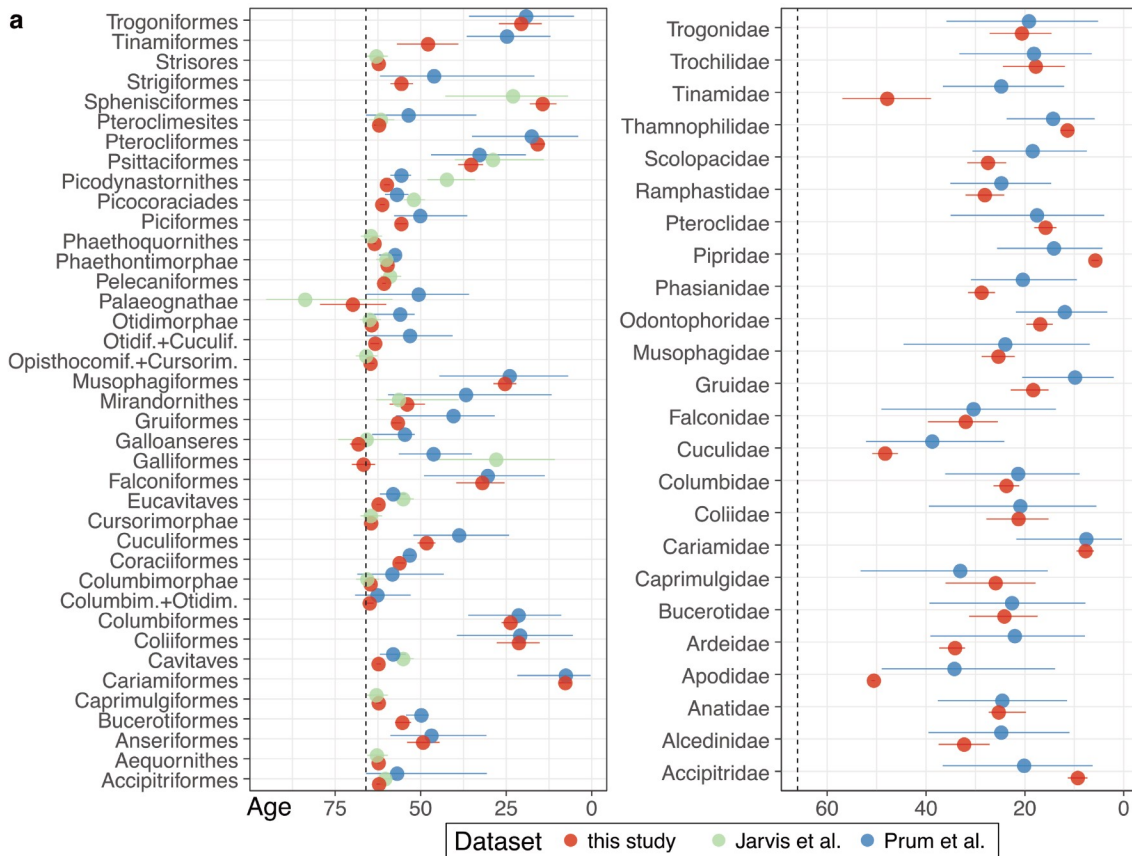 a
Trogoniformes
Tinamiformes
Strisores
Strigiformes
Sphenisciformes
Pteroclimesites
Pterocliformes
Psittaciformes
Picodynastornithes
Picocoraciades
Piciformes
Phaethoquornithes
Phaethontimorphae
Pelecaniformes
Palaeognathae
Otidimorphae
Otidif.+Cuculif.
Opisthocomif.+Cursorim.
Musophagiformes
Mirandornithes
Gruiformes
Galloanseres
Galliformes
Falconiformes
Eucavitaves
Cursorimorphae
Cuculiformes
Coraciiformes
Columbimorphae
Columbim.+Otidim.
Columbiformes
Coliiformes
Cavitaves
Cariamiformes
Caprimulgiformes
Bucerotiformes
Anseriformes
Aequornithes
Accipitriformes
Age 75 50 25 0
Trogonidae
Trochilidae
Tinamidae
Thamnophilidae
Scolopacidae
Ramphastidae
Pteroclidae
Pipridae
Phasianidae
Odontophoridae
Musophagidae
Gruidae
Falconidae
Cuculidae
Columbidae
Coliidae
Cariamidae
Caprimulgidae
Bucerotidae
Ardeidae
Apodidae
Anatidae
Alcedinidae
Accipitridae
60 40 20 0
Dataset this study Jarvis et al. Prum et al.